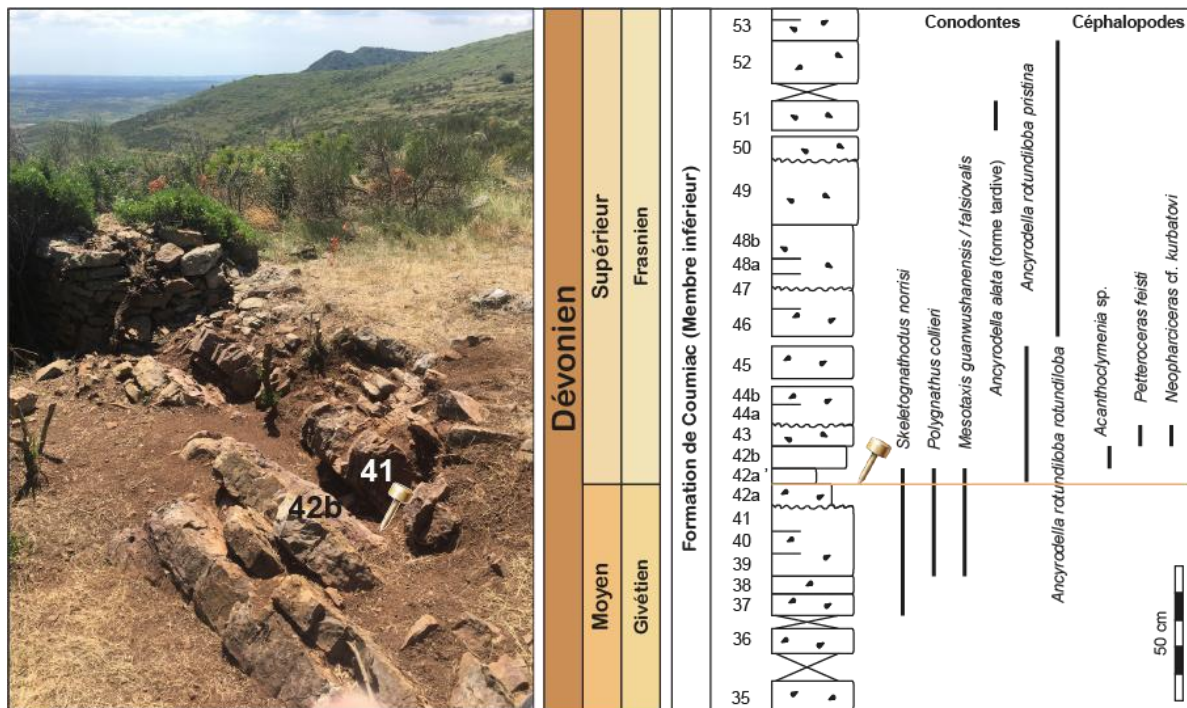 41
42b
Dévonien
Supérieur
Moyen
Frasnien
Givétien
Formation de Coumiac (Membre inférieur)
53
52
51
50
49
48b
48a
47
46
45
44b
44a
43
42b
42a'
42a
41
40
39
38
37
36
35
Conodontes
Céphalopodes
Skeletognathodus norrisi
Polygnathus collieri
Mesotaxis guanwushanensis / falsiovalis
Ancyrodella alata (forme tardive)
Ancyrodella rotundiloba pristina
Ancyrodella rotundiloba rotundiloba
Acanthoclymenia sp.
Petteroceras feisti
Neopharciceras cf. kurbatovi
50 cm